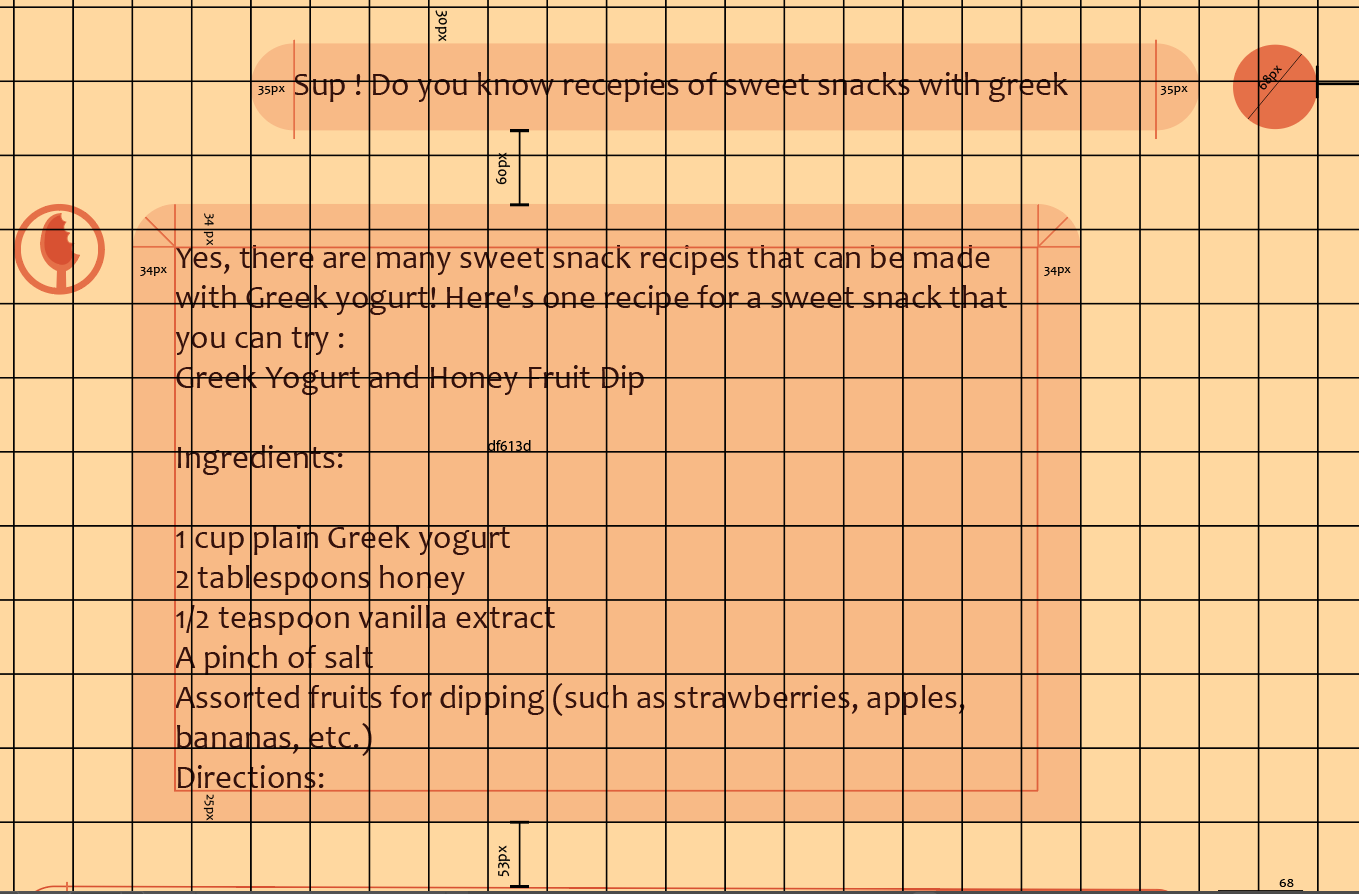 30px
35px
Sup ! Do you know recepies of sweet snacks with greek
35px
68px
60px
34 px
34px
Yes, there are many sweet snack recipes that can be made
34px
with Greek yogurt! Here's one recipe for a sweet snack that
you can try :
Greek Yogurt and Honey Fruit Dip
df613d
Ingredients:
1 cup plain Greek yogurt
2 tablespoons honey
1/2 teaspoon vanilla extract
A pinch of salt
Assorted fruits for dipping (such as strawberries, apples,
bananas, etc.)
Directions:
25px
53px
68